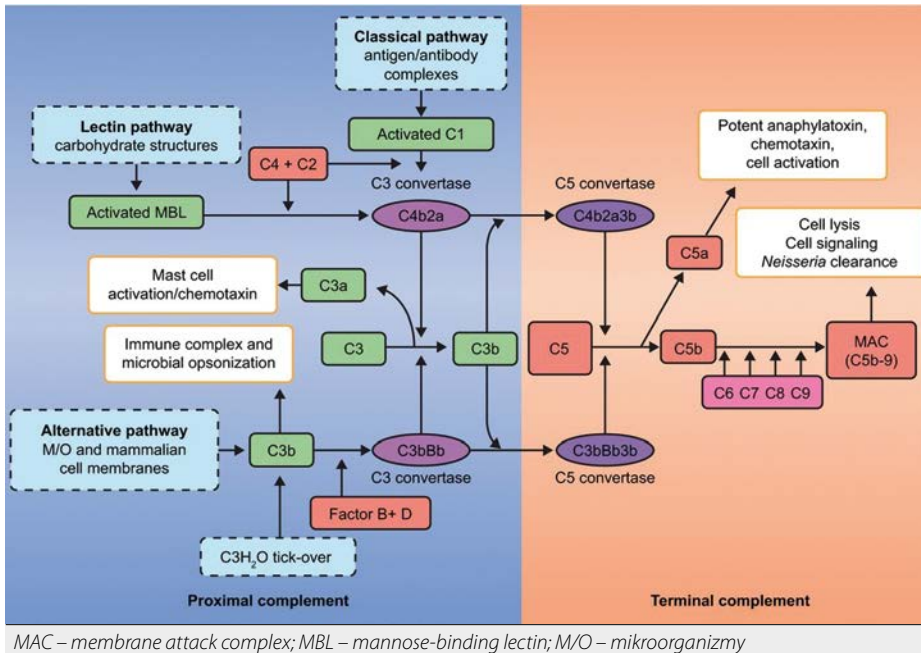 Classical pathway
antigen/antibody
complexes
Lectin pathway
carbohydrate structures
Activated C1
C4 + C2
C3 convertase
Activated MBL
C4b2a
C5 convertase
C4b2a3b
Potent anaphylatoxin,
chemotaxin,
cell activation
Cell lysis
Cell signaling
Neisseria clearance
C5a
Mast cell
activation/chemotaxin
C3a
Immune complex and
microbial opsonization
C3
C3b
C5
C5b
MAC
(C5b-9)
C6 C7 C8 C9
Alternative pathway
M/O and mammalian
cell membranes
C3b
C3bBb
C3 convertase
C3bBb3b
C5 convertase
Factor B+ D
C3H₂O tick-over
Proximal complement
Terminal complement
MAC – membrane attack complex; MBL – mannose-binding lectin; M/O – mikroorganizmy